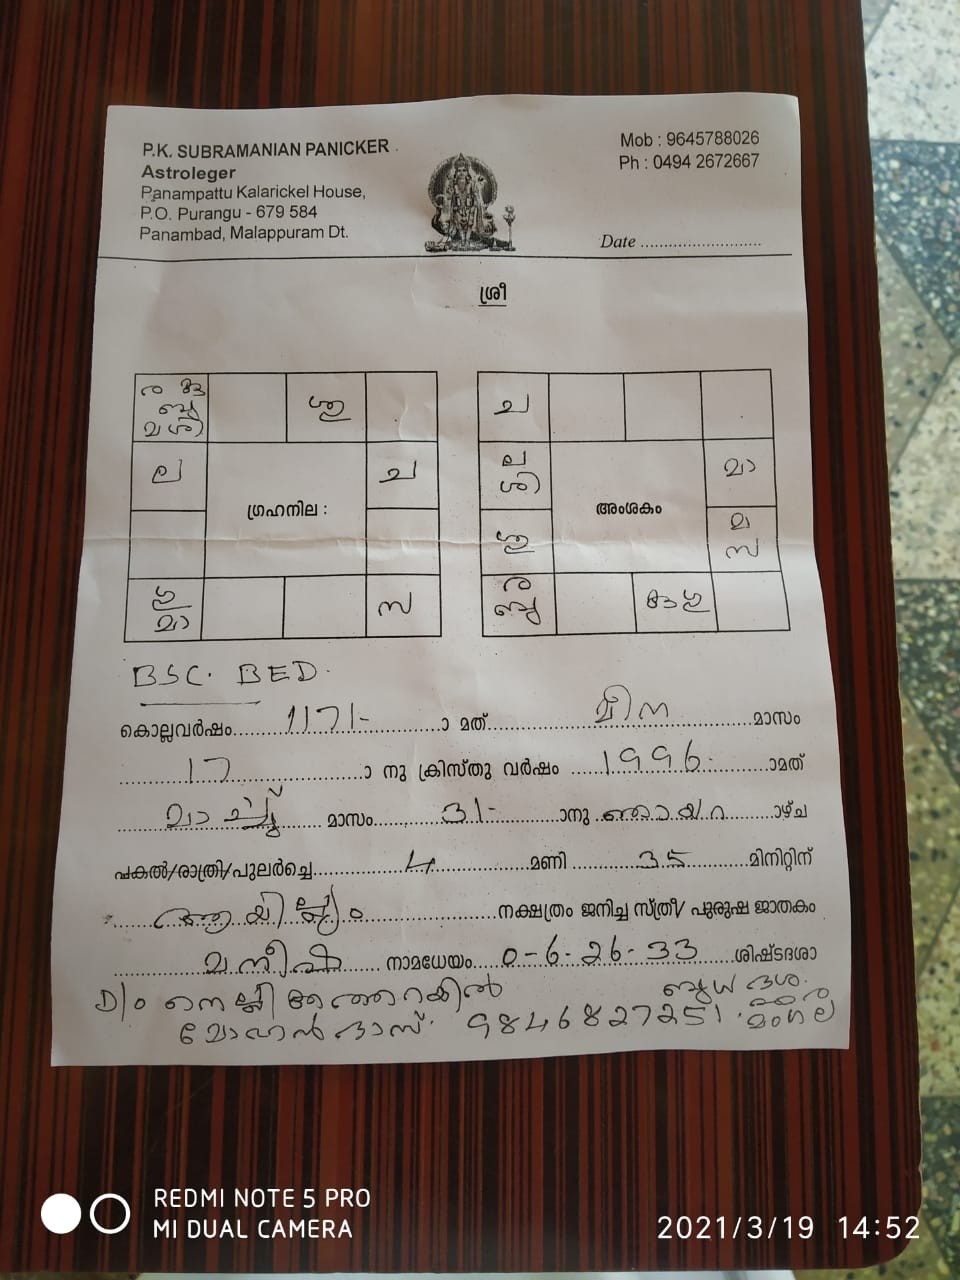 P.K. SUBRAMANIAN PANICKER
Astroleger
Panampattu Kalarickel House,
P.O. Purangu - 679 584
Panambad, Malappuram Dt.
Mob : 9645788026
Ph : 0494 2672667
Date ..........................
ശ്രീ
ര
ബു
ശി
ശു
ല
ച
ഗ്രഹനില :
മാ
സ
ച
ല
ശി
മാ
അംശകം
സ
ര
ബു
BSC. BED.
കൊല്ലവർഷം 1171- ാ മത് മീന മാസം
17 ാ നു ക്രിസ്തു വർഷം 1996 ാമത്
മാർച്ച് മാസം 31- ാനു ഞായറ ാഴ്ച
പകൽ/രാത്രി/പുലർച്ചെ 4 മണി 35 മിനിറ്റിന്
ആയില്ല്യം നക്ഷത്രം ജനിച്ച സ്ത്രീ/ പുരുഷ ജാതകം
മനീഷ നാമധേയം 0-6-26-33 ശിഷ്ടദശാ
D/o ബുധ ദശ.
മോഹൻ ദാസ്. 9846827251.
REDMI NOTE 5 PRO
MI DUAL CAMERA
2021/3/19 14:52